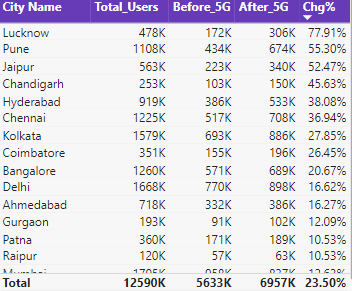 City Name Total_Users Before_5G After_5G Chg%
Lucknow 478K 172K 306K 77.91%
Pune 1108K 434K 674K 55.30%
Jaipur 563K 223K 340K 52.47%
Chandigarh 253K 103K 150K 45.63%
Hyderabad 919K 386K 533K 38.08%
Chennai 1225K 517K 708K 36.94%
Kolkata 1579K 693K 886K 27.85%
Coimbatore 351K 155K 196K 26.45%
Bangalore 1260K 571K 689K 20.67%
Delhi 1668K 770K 898K 16.62%
Ahmedabad 718K 332K 386K 16.27%
Gurgaon 193K 91K 102K 12.09%
Patna 360K 171K 189K 10.53%
Raipur 120K 57K 63K 10.53%
Total 12590K 5633K 6957K 23.50%